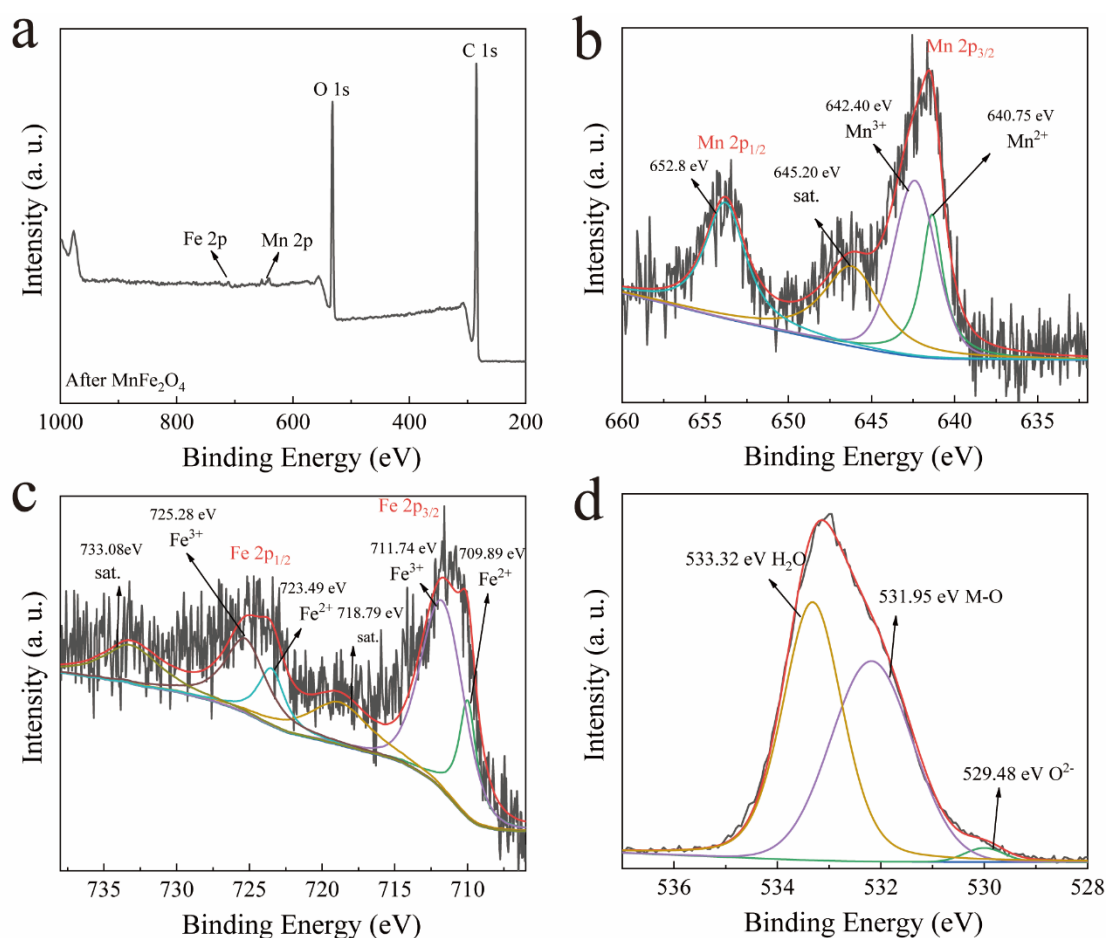 a
C 1s
O 1s
Fe 2p
Mn 2p
After MnFe₂O₄
Intensity (a. u.)
1000 800 600 400 200
Binding Energy (eV)
b
Mn 2p₃/₂
642.40 eV
Mn³⁺
640.75 eV
Mn²⁺
Mn 2p₁/₂
652.8 eV
645.20 eV
sat.
Intensity (a. u.)
660 655 650 645 640 635
Binding Energy (eV)
c
Fe 2p₃/₂
725.28 eV
Fe³⁺
733.08eV
sat.
Fe 2p₁/₂
723.49 eV
Fe²⁺
718.79 eV
sat.
711.74 eV
Fe³⁺
709.89 eV
Fe²⁺
Intensity (a. u.)
735 730 725 720 715 710
Binding Energy (eV)
d
533.32 eV H₂O
531.95 eV M-O
529.48 eV O²⁻
Intensity (a. u.)
536 534 532 530 528
Binding Energy (eV)